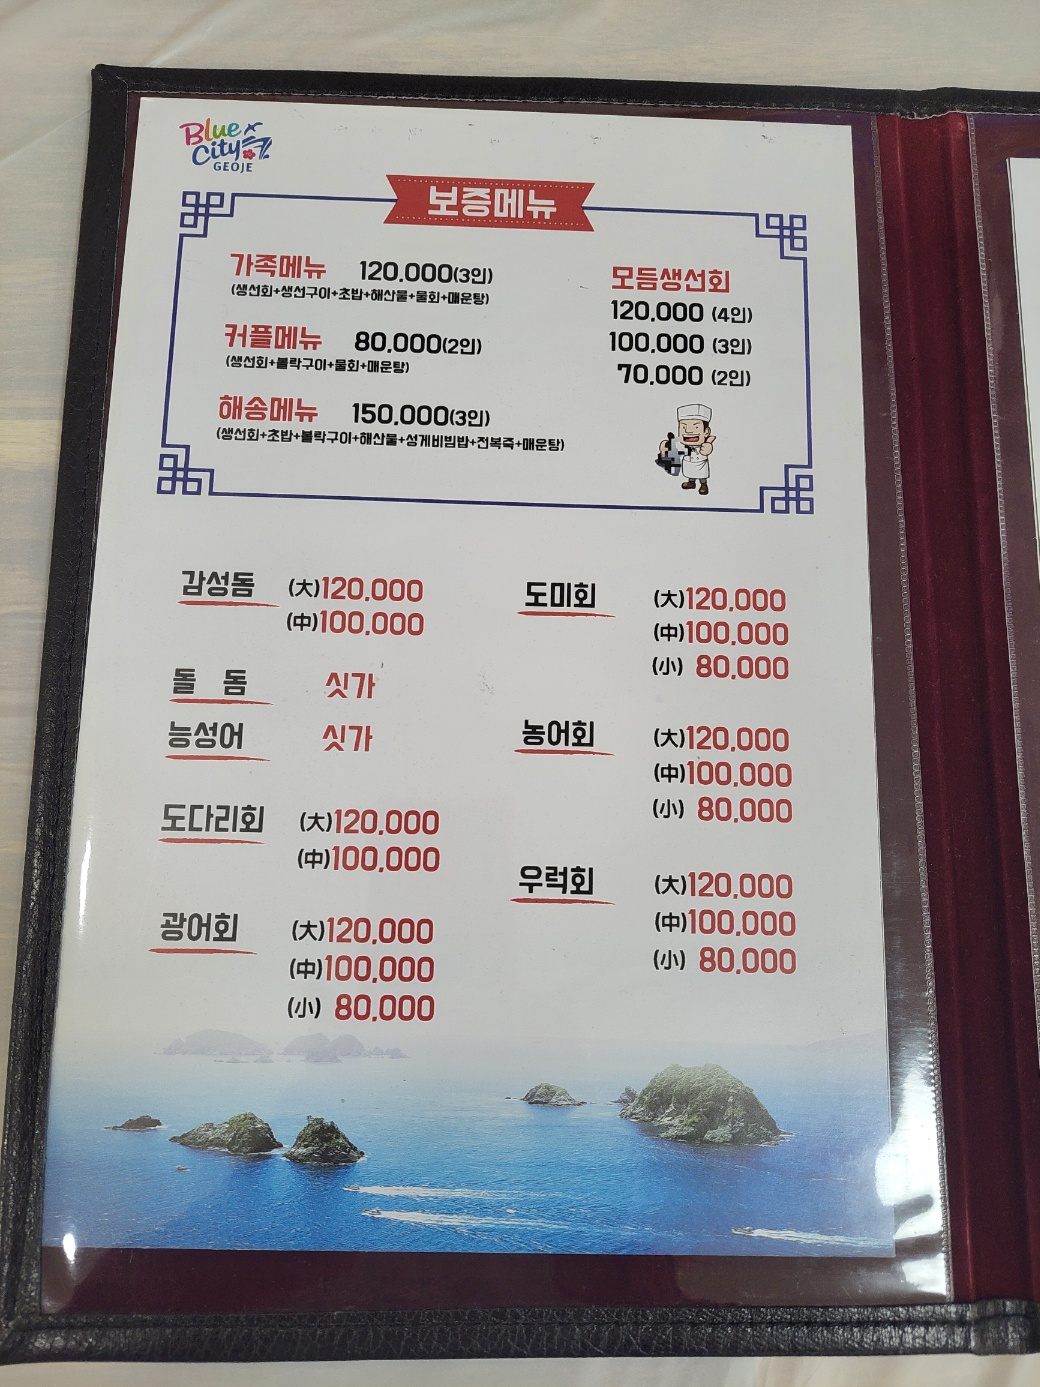 Blue
City
GEOJE
보증메뉴
가족메뉴 120,000(3인)
(생선회+생선구이+초밥+해산물+물회+매운탕)
커플메뉴 80,000(2인)
(생선회+볼락구이+물회+매운탕)
해송메뉴 150,000(3인)
(생선회+초밥+볼락구이+해산물+성게비빔밥+전복죽+매운탕)
모듬생선회
120,000 (4인)
100,000 (3인)
70,000 (2인)
감성돔 (大)120,000
(中)100,000
돌 돔 싯가
능성어 싯가
도다리회 (大)120,000
(中)100,000
광어회 (大)120,000
(中)100,000
(小) 80,000
도미회 (大)120,000
(中)100,000
(小) 80,000
농어회 (大)120,000
(中)100,000
(小) 80,000
우럭회 (大)120,000
(中)100,000
(小) 80,000